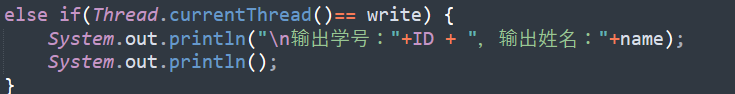 else if(Thread.currentThread()== write) {
System.out.println("\n输出学号："+ID + ", 输出姓名："+name);
System.out.println();
}